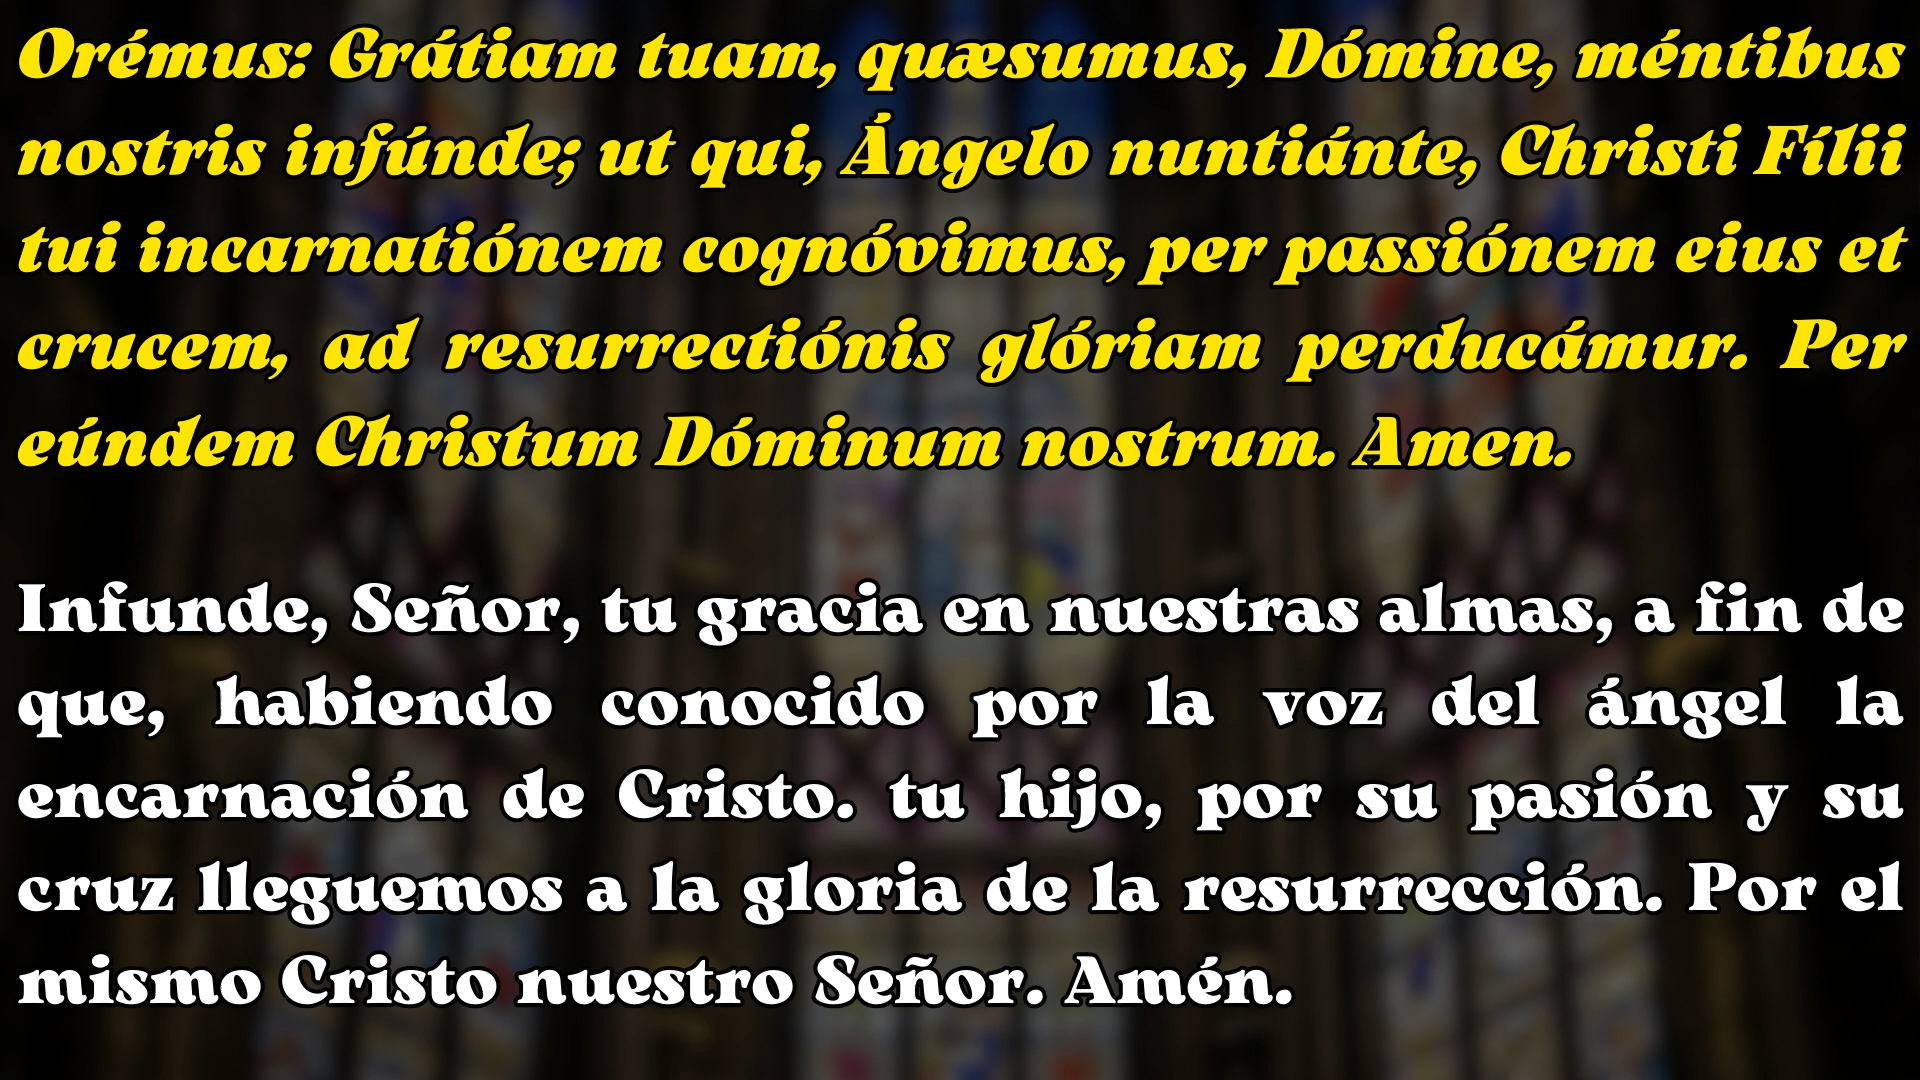 Orémus: Grátiam tuam, quæsumus, Dómine, méntibus
nostris infúnde; ut qui, Ángelo nuntiánte, Christi Fílii
tui incarnatiónem cognóvimus, per passiónem eius et
crucem, ad resurrectiónis glóriam perducámur. Per
eúndem Christum Dóminum nostrum. Amen.
Infunde, Señor, tu gracia en nuestras almas, a fin de
que, habiendo conocido por la voz del ángel la
encarnación de Cristo. tu hijo, por su pasión y su
cruz lleguemos a la gloria de la resurrección. Por el
mismo Cristo nuestro Señor. Amén.